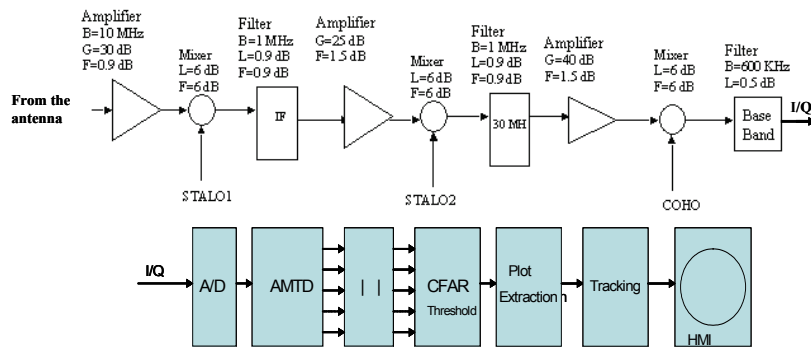 Amplifier
B=10 MHz
G=30 dB
F=0.9 dB
Mixer
L=6 dB
F=6 dB
Filter
B=1 MHz
L=0.9 dB
F=0.9 dB
Amplifier
G=25 dB
F=1.5 dB
Mixer
L=6 dB
F=6 dB
Filter
B=1 MHz
L=0.9 dB
F=0.9 dB
Amplifier
G=40 dB
F=1.5 dB
Mixer
L=6 dB
F=6 dB
Filter
B=600 KHz
L=0.5 dB
From the
antenna
IF
30 MH
Base
Band
I/Q
STALO1
STALO2
COHO
I/Q
A/D
AMTD
| |
CFAR
Threshold
Plot
Extraction
Tracking
HMI